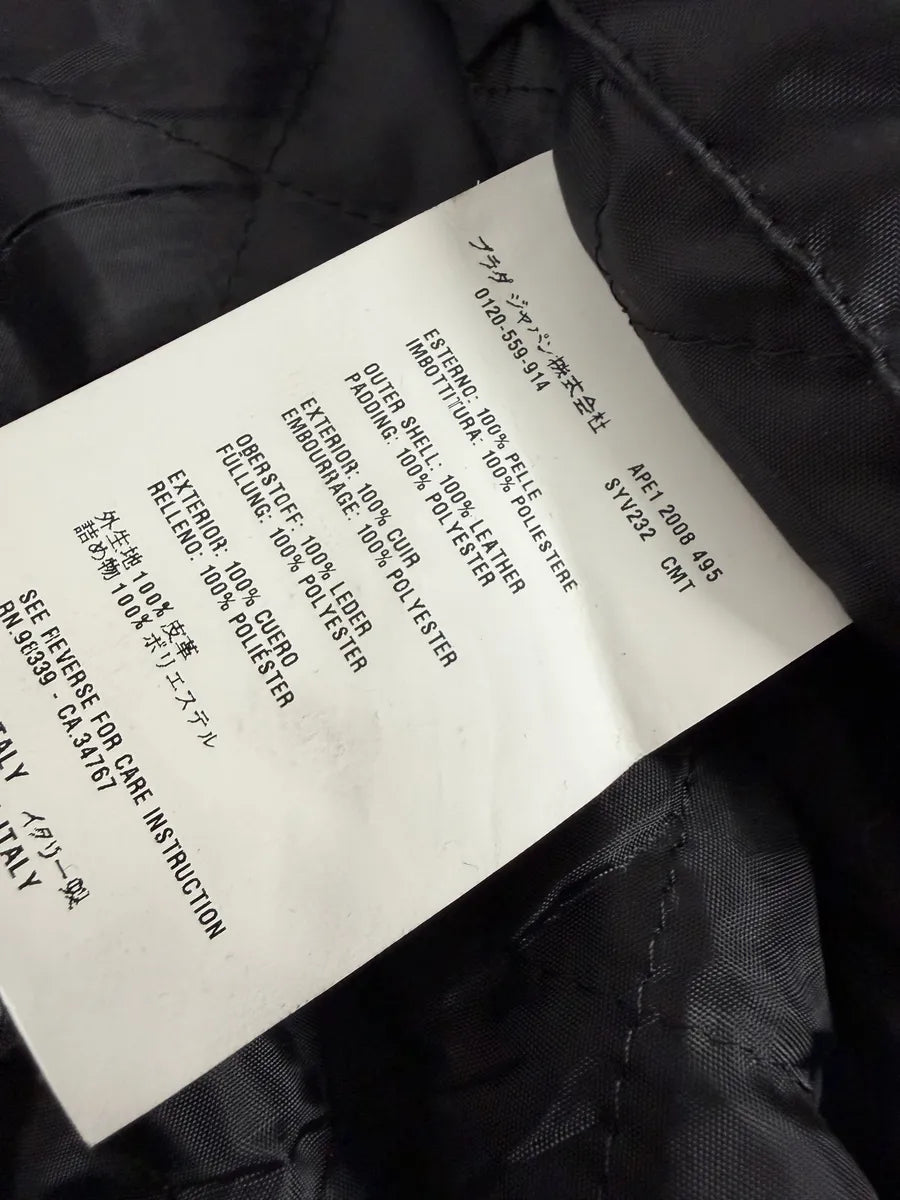 プラダ ジャパン株式会社
0120-559-914
APE1 2008 495
SYV232 CMT
ESTERNO: 100% PELLE
IMBOTTITURA: 100% POLIESTERE
OUTER SHELL: 100% LEATHER
PADDING: 100% POLYESTER
EXTERIOR: 100% CUIR
EMBOURRAGE: 100% POLYESTER
OBERSTOFF: 100% LEDER
FULLUNG: 100% POLYESTER
EXTERIOR: 100% CUERO
RELLENO: 100% POLIÉSTER
外生地 100% 皮革
詰め物 100% ポリエステル
SEE REVERSE FOR CARE INSTRUCTION
RN.98339 - CA.34767
TALY イタリー製
ITALY